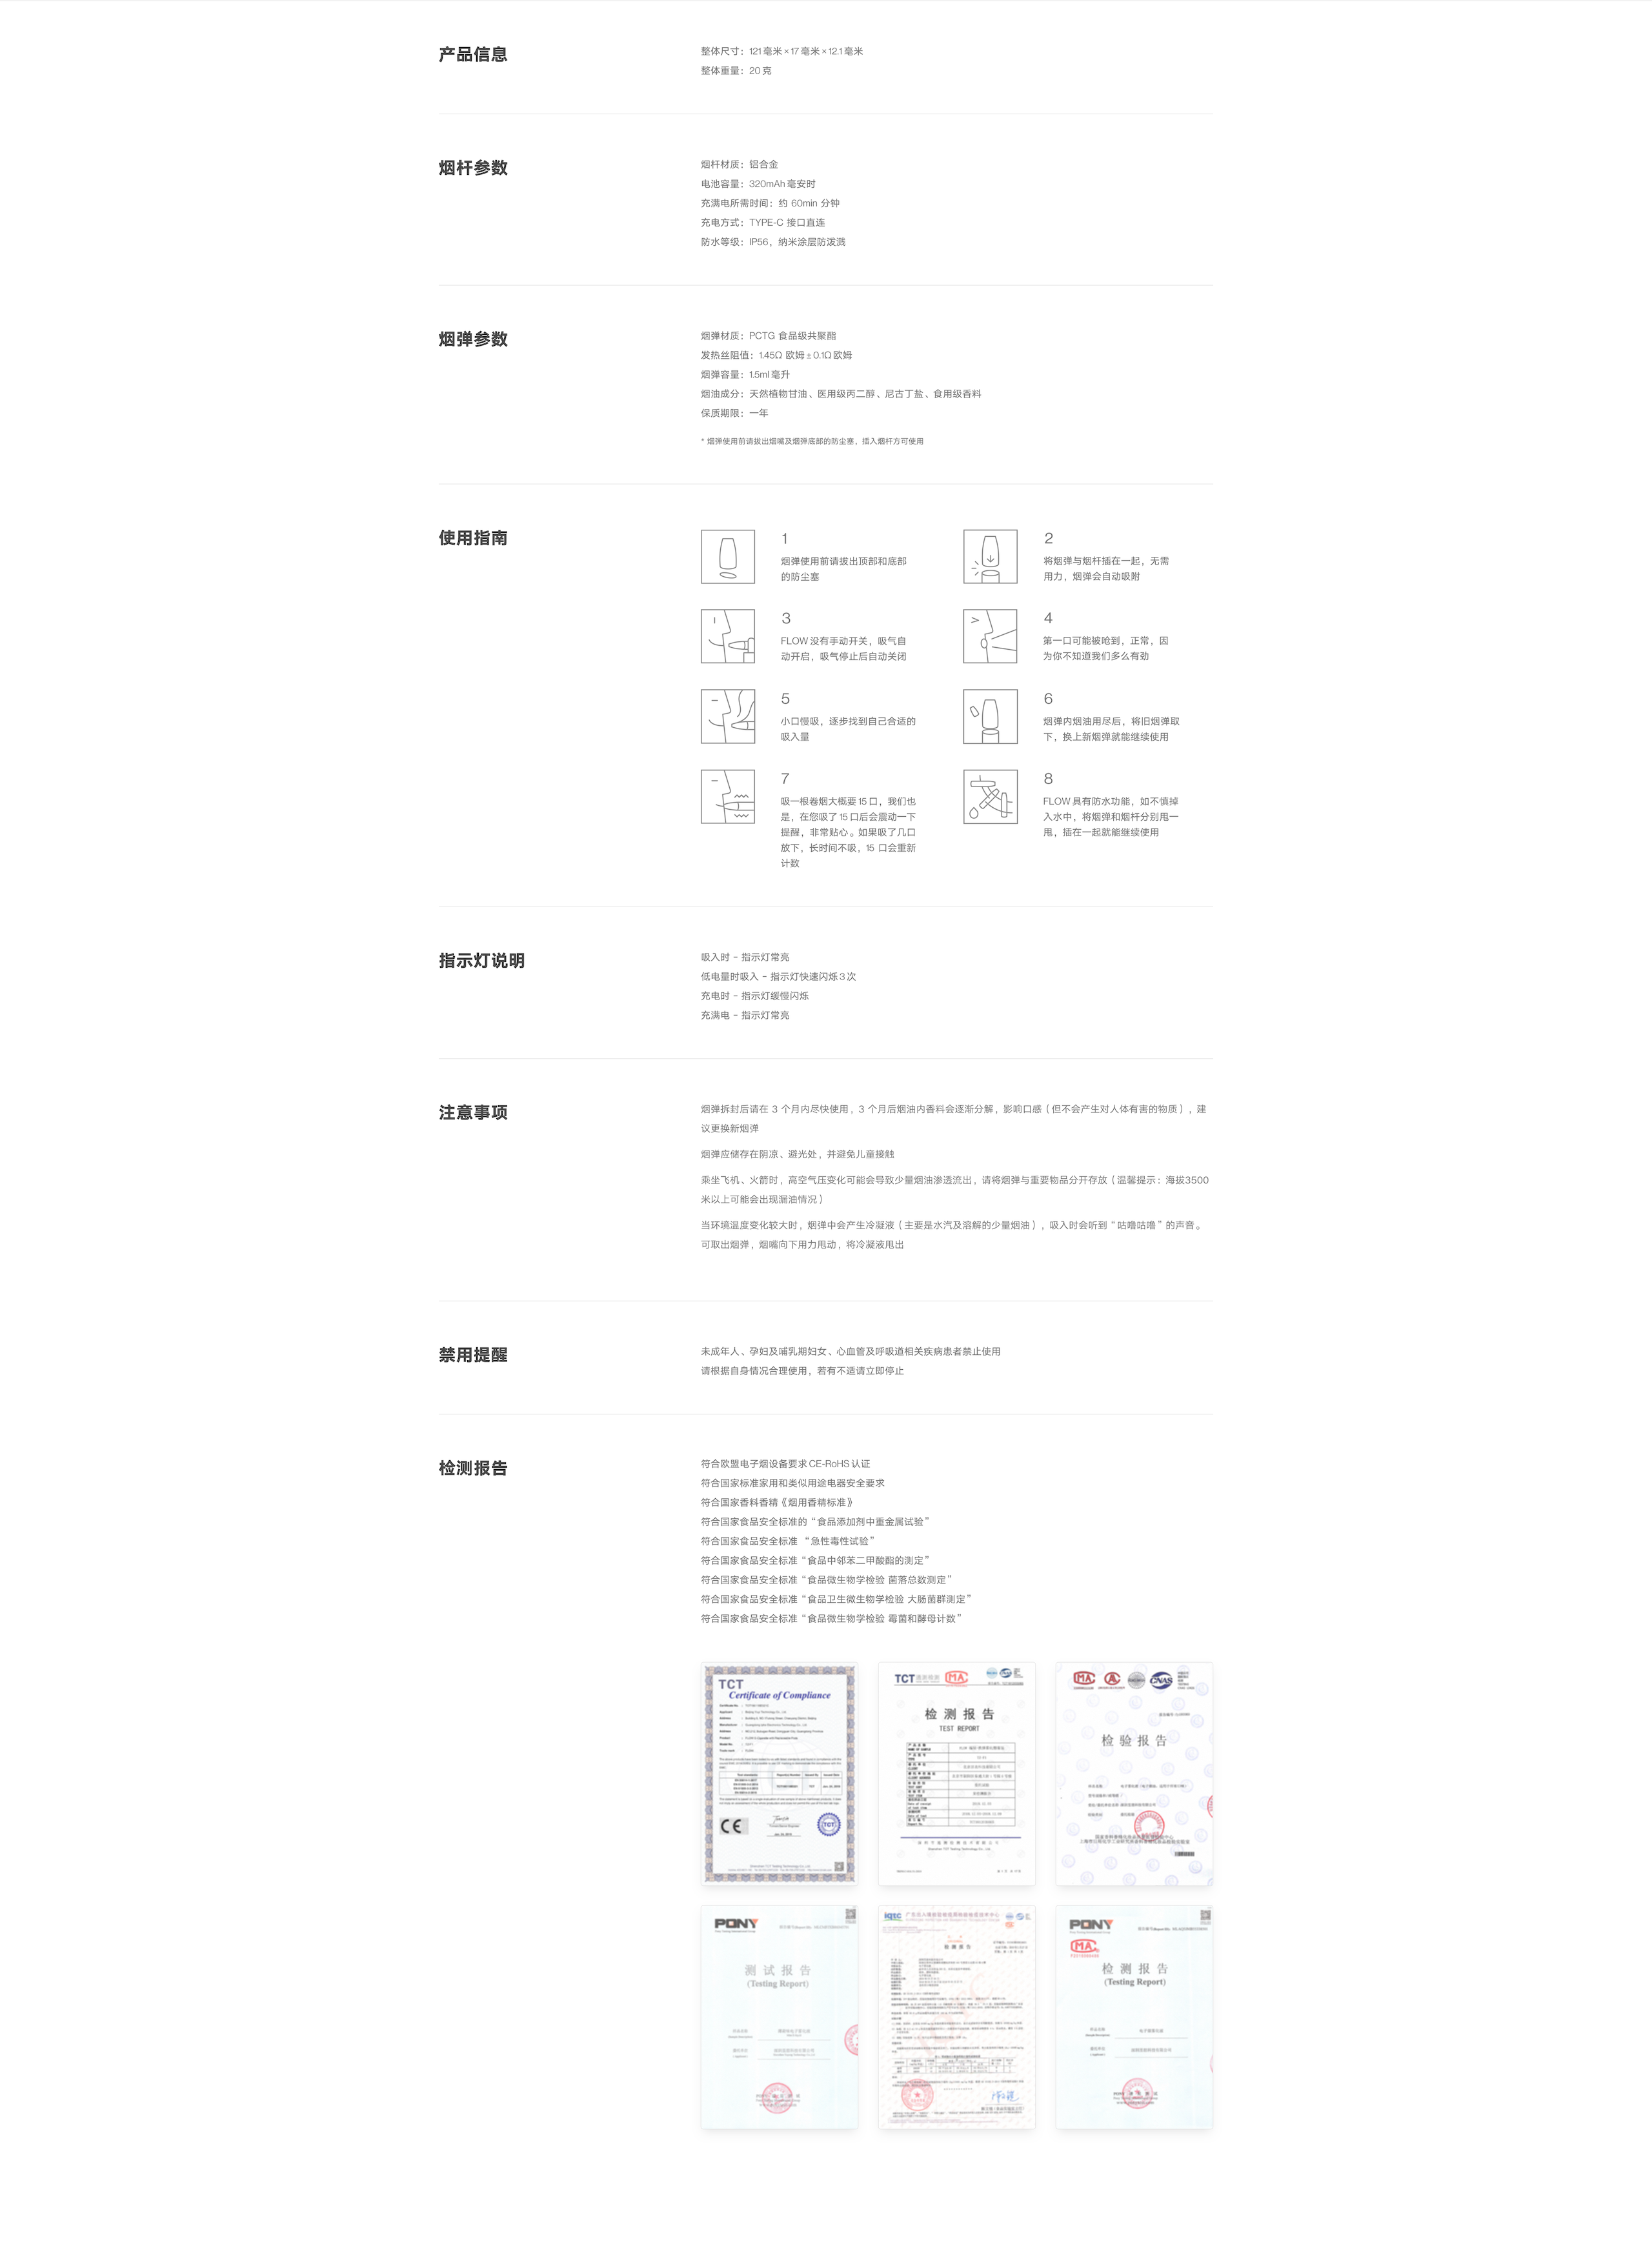 产品信息
整体尺寸：121 毫米 × 17 毫米 × 12.1 毫米
整体重量：20 克
烟杆参数
烟杆材质：铝合金
电池容量：320mAh 毫安时
充满电所需时间：约 60min 分钟
充电方式：TYPE-C 接口直连
防水等级：IP56，纳米涂层防泼溅
烟弹参数
烟弹材质：PCTG 食品级共聚酯
发热丝阻值：1.45Ω 欧姆 ± 0.1Ω 欧姆
烟弹容量：1.5ml 毫升
烟油成分：天然植物甘油、医用级丙二醇、尼古丁盐、食用级香料
保质期限：一年
* 烟弹使用前请拔出烟嘴及烟弹底部的防尘塞，插入烟杆方可使用
使用指南
1
烟弹使用前请拔出顶部和底部
的防尘塞
2
将烟弹与烟杆插在一起，无需
用力，烟弹会自动吸附
3
FLOW 没有手动开关，吸气自
动开启，吸气停止后自动关闭
4
第一口可能被呛到，正常，因
为你不知道我们多么有劲
5
小口慢吸，逐步找到自己合适的
吸入量
6
烟弹内烟油用尽后，将旧烟弹取
下，换上新烟弹就能继续使用
7
吸一根卷烟大概要 15 口，我们也
是，在您吸了 15 口后会震动一下
提醒，非常贴心。如果吸了几口
放下，长时间不吸，15 口会重新
计数
8
FLOW 具有防水功能，如不慎掉
入水中，将烟弹和烟杆分别甩一
甩，插在一起就能继续使用
指示灯说明
吸入时 - 指示灯常亮
低电量时吸入 - 指示灯快速闪烁 3 次
充电时 - 指示灯缓慢闪烁
充满电 - 指示灯常亮
注意事项
烟弹拆封后请在 3 个月内尽快使用，3 个月后烟油内香料会逐渐分解，影响口感（但不会产生对人体有害的物质），建
议更换新烟弹
烟弹应储存在阴凉、避光处，并避免儿童接触
乘坐飞机、火箭时，高空气压变化可能会导致少量烟油渗透流出，请将烟弹与重要物品分开存放（温馨提示：海拔3500
米以上可能会出现漏油情况）
当环境温度变化较大时，烟弹中会产生冷凝液（主要是水汽及溶解的少量烟油），吸入时会听到“咕噜咕噜”的声音。
可取出烟弹，烟嘴向下用力甩动，将冷凝液甩出
禁用提醒
未成年人、孕妇及哺乳期妇女、心血管及呼吸道相关疾病患者禁止使用
请根据自身情况合理使用，若有不适请立即停止
检测报告
符合欧盟电子烟设备要求 CE-RoHS 认证
符合国家标准家用和类似用途电器安全要求
符合国家香料香精《烟用香精标准》
符合国家食品安全标准的“食品添加剂中重金属试验”
符合国家食品安全标准 “急性毒性试验”
符合国家食品安全标准“食品中邻苯二甲酸酯的测定”
符合国家食品安全标准“食品微生物学检验 菌落总数测定”
符合国家食品安全标准“食品卫生微生物学检验 大肠菌群测定”
符合国家食品安全标准“食品微生物学检验 霉菌和酵母计数”
TCT
Certificate of Compliance
CE
TCT
TCT
MA
检测报告
TEST REPORT
MA
CNAS
检验报告
PONY
测试报告
(Testing Report)
iQTC
检测报告
PONY
MA
检测报告
(Testing Report)